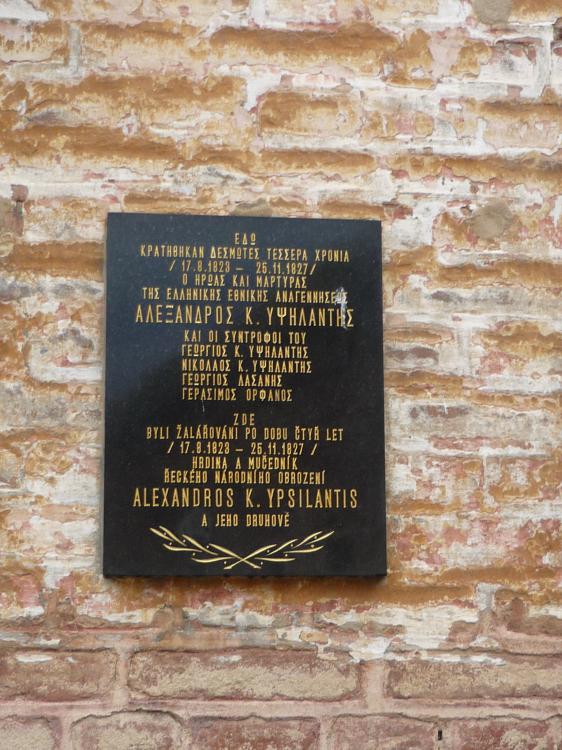 ΕΔΩ
ΚΡΑΤΗΘΗΚΑΝ ΔΕΣΜΩΤΕΣ ΤΕΣΣΕΡΑ ΧΡΟΝΙΑ
/ 17.8.1823 – 25.11.1827 /
Ο ΗΡΩΑΣ ΚΑΙ ΜΑΡΤΥΡΑΣ
ΤΗΣ ΕΛΛΗΝΙΚΗΣ ΕΘΝΙΚΗΣ ΑΝΑΓΕΝΝΗΣΕΩΣ
ΑΛΕΞΑΝΔΡΟΣ Κ. ΥΨΗΛΑΝΤΗΣ
ΚΑΙ ΟΙ ΣΥΝΤΡΟΦΟΙ ΤΟΥ
ΓΕΩΡΓΙΟΣ Κ. ΥΨΗΛΑΝΤΗΣ
ΝΙΚΟΛΑΟΣ Κ. ΥΨΗΛΑΝΤΗΣ
ΓΕΩΡΓΙΟΣ ΛΑΣΑΝΗΣ
ΓΕΡΑΣΙΜΟΣ ΟΡΦΑΝΟΣ
ZDE
BYLI ŽALÁŘOVÁNI PO DOBU ČTYŘ LET
/ 17.8.1823 – 25.11.1827 /
HRDINA A MUČEDNÍK
ŘECKÉHO NÁRODNÍHO OBROZENÍ
ALEXANDROS K. YPSILANTIS
A JEHO DRUHOVÉ